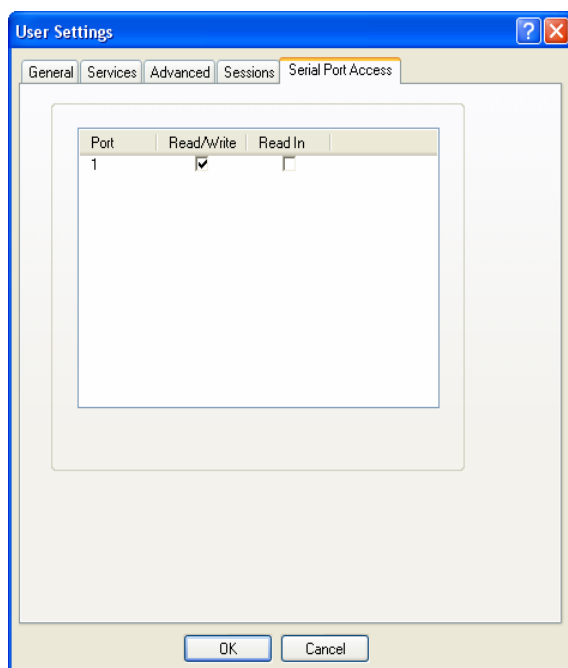 User Settings
General Services Advanced Sessions Serial Port Access
Port Read/Write Read In
1
OK Cancel